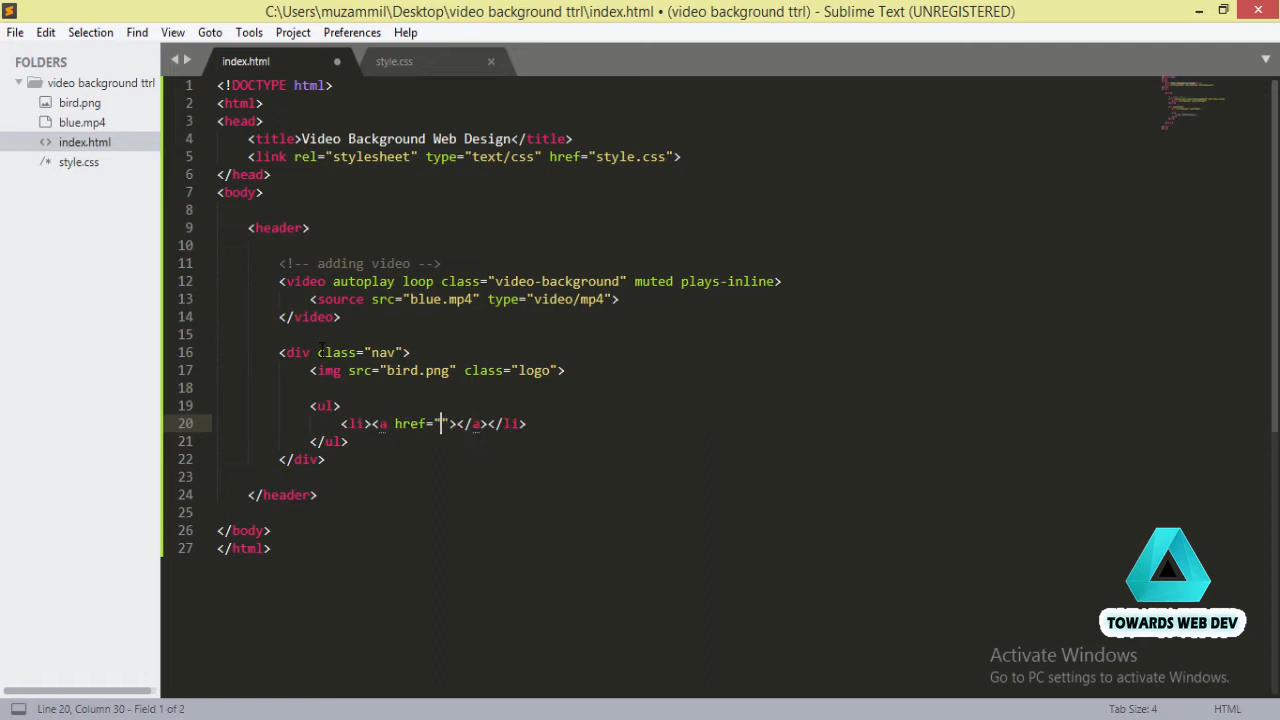 C:\Users\muzammil\Desktop\video background ttrl\index.html • (video background ttrl) - Sublime Text (UNREGISTERED)
File Edit Selection Find View Goto Tools Project Preferences Help
FOLDERS
video background ttrl
bird.png
blue.mp4
index.html
style.css
index.html style.css
1 <!DOCTYPE html>
2 <html>
3 <head>
4 <title>Video Background Web Design</title>
5 <link rel="stylesheet" type="text/css" href="style.css">
6 </head>
7 <body>
8
9 <header>
10
11 <!-- adding video -->
12 <video autoplay loop class="video-background" muted plays-inline>
13 <source src="blue.mp4" type="video/mp4">
14 </video>
15
16 <div class="nav">
17 <img src="bird.png" class="logo">
18
19 <ul>
20 <li><a href=""></a></li>
21 </ul>
22 </div>
23
24 </header>
25
26 </body>
27 </html>
TOWARDS WEB DEV
Activate Windows
Go to PC settings to activate Windows.
Line 20, Column 30 - Field 1 of 2 Tab Size: 4 HTML